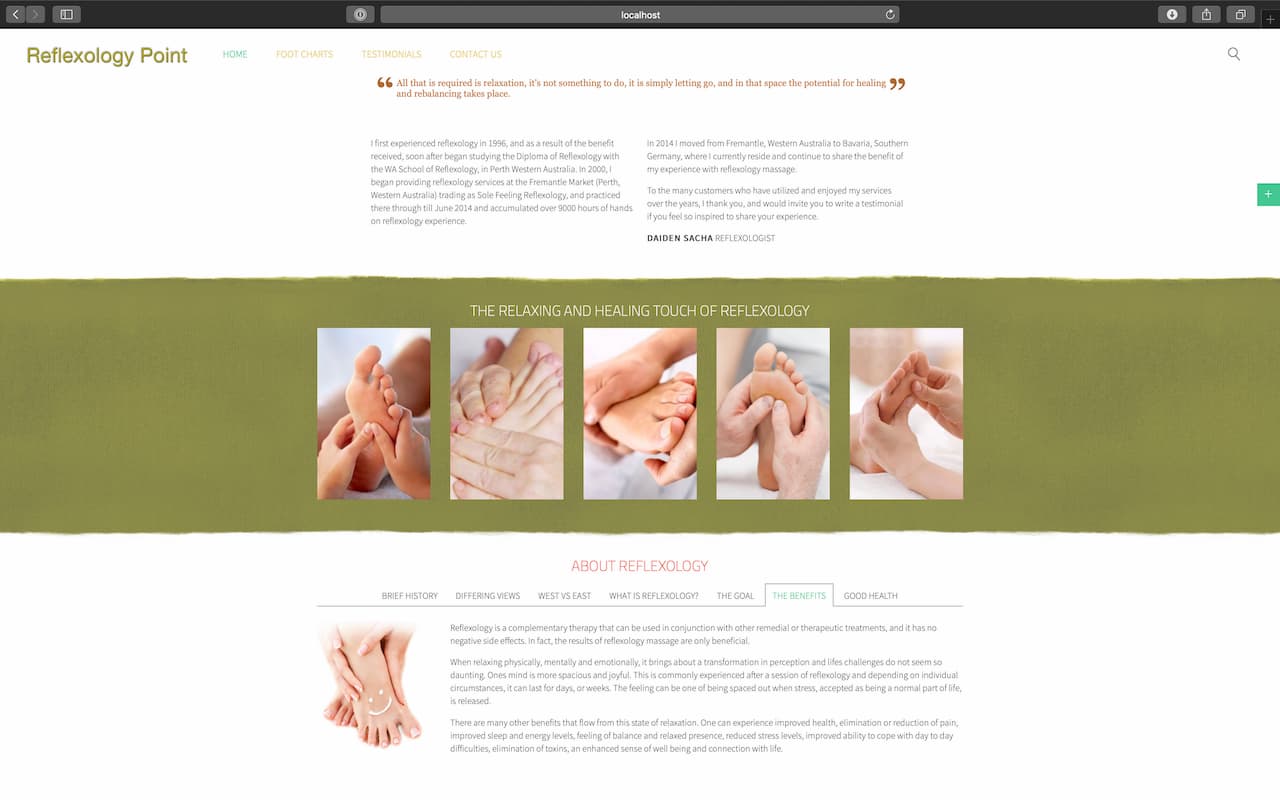 localhost
Reflexology Point
HOME
FOOT CHARTS
TESTIMONIALS
CONTACT US
All that is required is relaxation, it's not something to do, it is simply letting go, and in that space the potential for healing
and rebalancing takes place.
I first experienced reflexology in 1996, and as a result of the benefit
received, soon after began studying the Diploma of Reflexology with
the WA School of Reflexology, in Perth Western Australia. In 2000, I
began providing reflexology services at the Fremantle Market (Perth,
Western Australia) trading as Sole Feeling Reflexology, and practiced
there through till June 2014 and accumulated over 9000 hours of hands
on reflexology experience.
In 2014 I moved from Fremantle, Western Australia to Bavaria, Southern
Germany, where I currently reside and continue to share the benefit of
my experience with reflexology massage.
To the many customers who have utilized and enjoyed my services
over the years, I thank you, and would invite you to write a testimonial
if you feel so inspired to share your experience.
DAIDEN SACHA REFLEXOLOGIST
THE RELAXING AND HEALING TOUCH OF REFLEXOLOGY
ABOUT REFLEXOLOGY
BRIEF HISTORY
DIFFERING VIEWS
WEST VS EAST
WHAT IS REFLEXOLOGY?
THE GOAL
THE BENEFITS
GOOD HEALTH
Reflexology is a complementary therapy that can be used in conjunction with other remedial or therapeutic treatments, and it has no
negative side effects. In fact, the results of reflexology massage are only beneficial.
When relaxing physically, mentally and emotionally, it brings about a transformation in perception and lifes challenges do not seem so
daunting. Ones mind is more spacious and joyful. This is commonly experienced after a session of reflexology and depending on individual
circumstances, it can last for days, or weeks. The feeling can be one of being spaced out when stress, accepted as being a normal part of life,
is released.
There are many other benefits that flow from this state of relaxation. One can experience improved health, elimination or reduction of pain,
improved sleep and energy levels, feeling of balance and relaxed presence, reduced stress levels, improved ability to cope with day to day
difficulties, elimination of toxins, an enhanced sense of well being and connection with life.